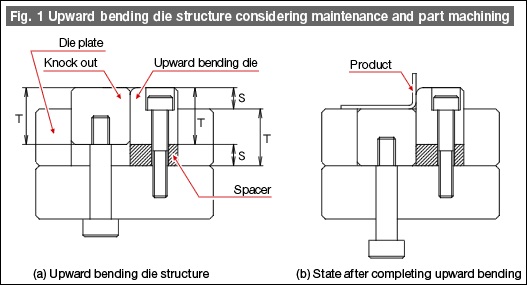 Fig. 1 Upward bending die structure considering maintenance and part machining
Die plate
Knock out
Upward bending die
Product
T
T
S
T
S
Spacer
(a) Upward bending die structure
(b) State after completing upward bending